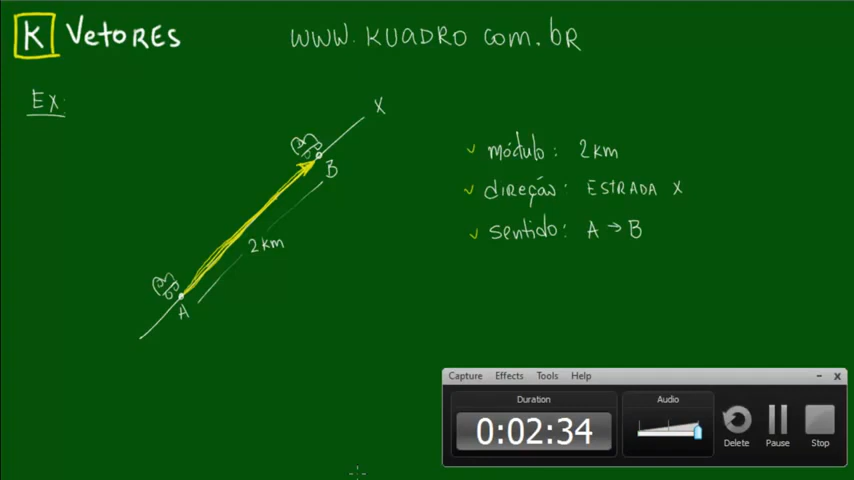 K VetoRES
WWW.KUADRO.com.bR
Ex:
X
B
2km
A
módulo: 2km
direção: ESTRADA X
sentido: A → B
Capture Effects Tools Help
Duration
Audio
0:02:34
Delete Pause Stop